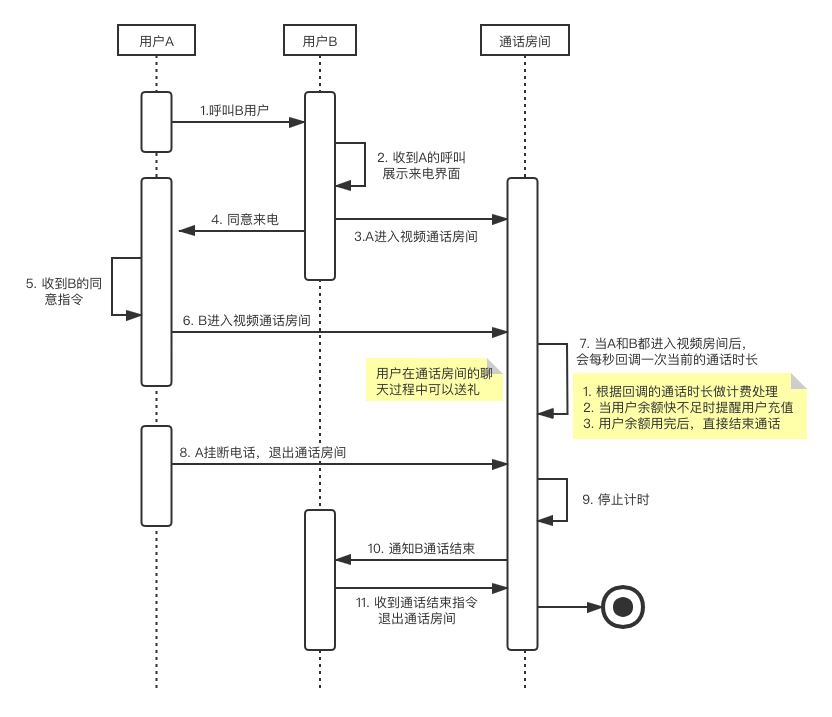 用户A
用户B
通话房间
1.呼叫B用户
2. 收到A的呼叫
展示来电界面
4. 同意来电
3.A进入视频通话房间
5. 收到B的同
意指令
6. B进入视频通话房间
7. 当A和B都进入视频房间后，
会每秒回调一次当前的通话时长
用户在通话房间的聊
天过程中可以送礼
1. 根据回调的通话时长做计费处理
2. 当用户余额快不足时提醒用户充值
3. 用户余额用完后，直接结束通话
8. A挂断电话，退出通话房间
9. 停止计时
10. 通知B通话结束
11. 收到通话结束指令
退出通话房间